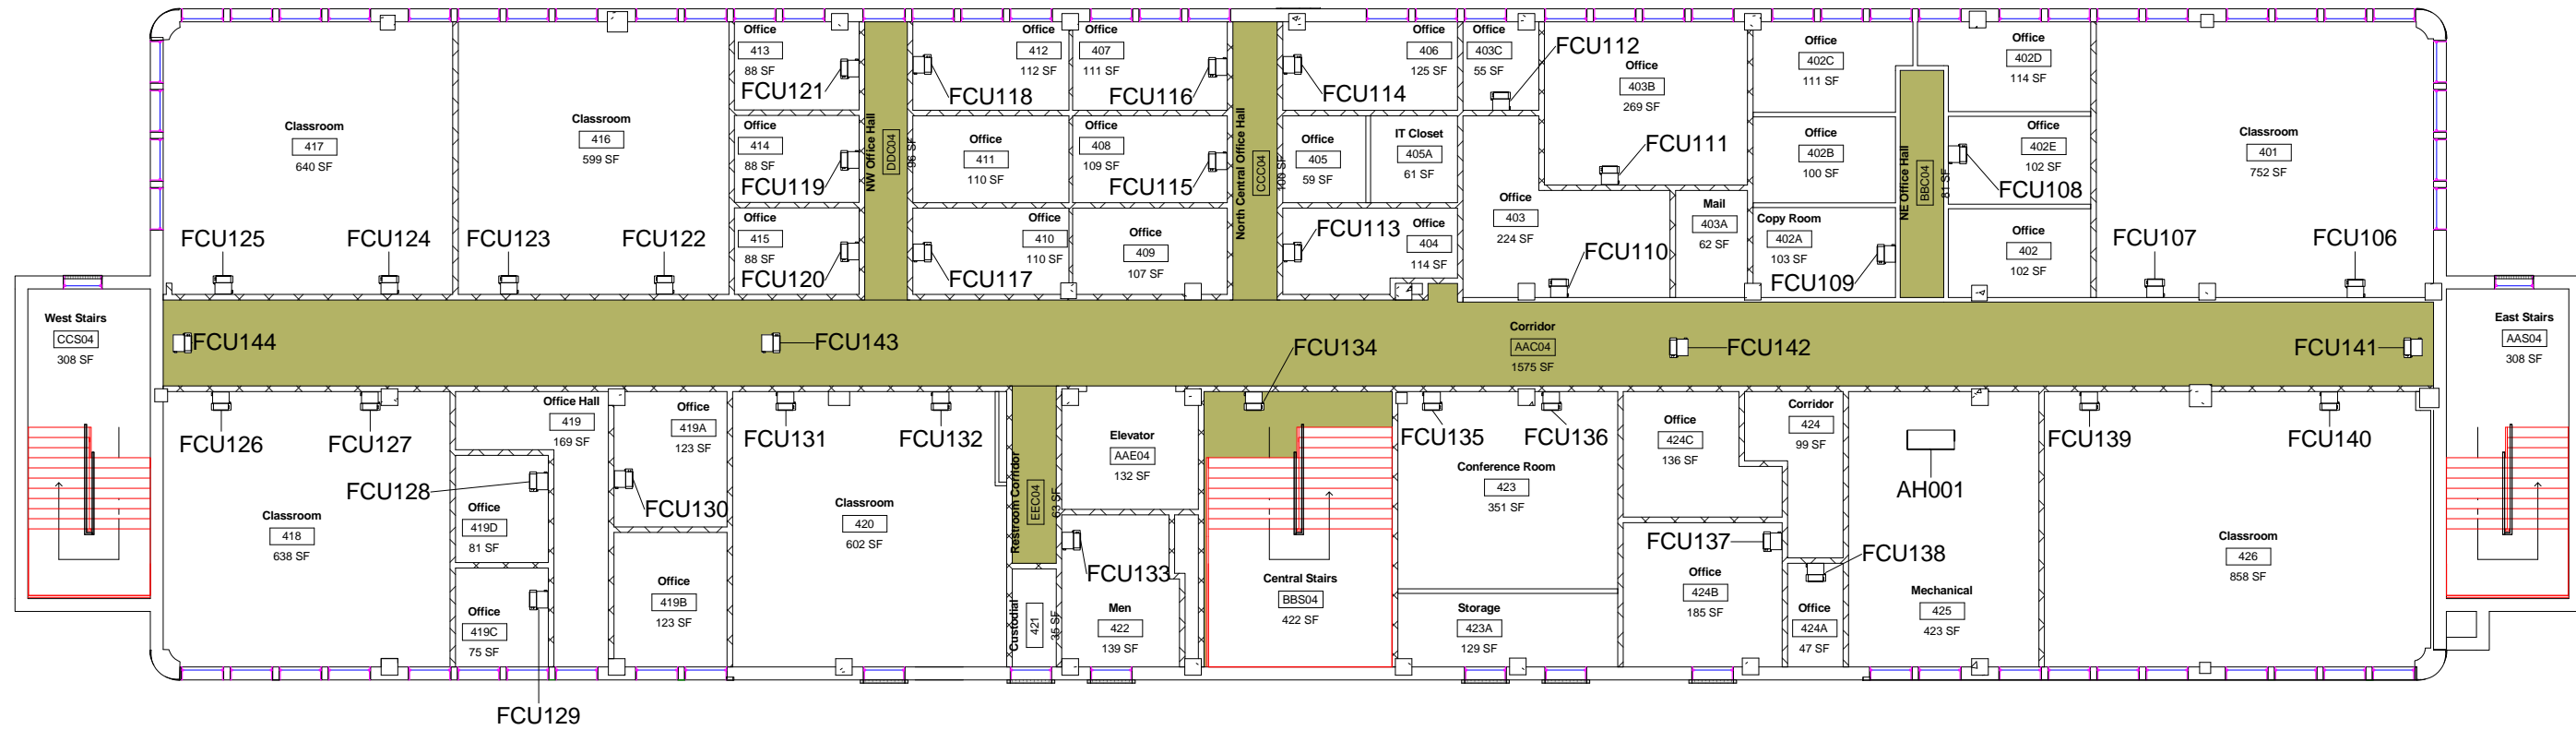 Classroom
417
640 SF
FCU125
FCU124
Classroom
416
599 SF
FCU123
FCU122
Office
413
88 SF
FCU121
Office
414
88 SF
FCU119
Office
415
88 SF
FCU120
NW Office Hall
DDC04
96 SF
Office
412
112 SF
FCU118
Office
407
111 SF
FCU116
Office
411
110 SF
Office
408
109 SF
FCU115
Office
410
110 SF
FCU117
Office
409
107 SF
North Central Office Hall
CCC04
100 SF
Office
406
125 SF
FCU114
Office
405
59 SF
IT Closet
405A
61 SF
FCU113
Office
404
114 SF
Office
403C
55 SF
FCU112
Office
403B
269 SF
FCU111
Office
403
224 SF
FCU110
Mail
403A
62 SF
Office
402C
111 SF
Office
402B
100 SF
Copy Room
402A
103 SF
FCU109
NE Office Hall
BBC04
81 SF
Office
402D
114 SF
Office
402E
102 SF
FCU108
Office
402
102 SF
Classroom
401
752 SF
FCU107
FCU106
West Stairs
CCS04
308 SF
FCU144
FCU143
FCU134
Corridor
AAC04
1575 SF
FCU142
FCU141
East Stairs
AAS04
308 SF
FCU126
FCU127
Classroom
418
638 SF
Office Hall
419
169 SF
FCU128
Office
419D
81 SF
Office
419C
75 SF
FCU129
Office
419A
123 SF
FCU130
Office
419B
123 SF
FCU131
FCU132
Classroom
420
602 SF
Restroom Corridor
EEC04
63 SF
Custodial
421
35 SF
Elevator
AAE04
132 SF
FCU133
Men
422
139 SF
Central Stairs
BBS04
422 SF
FCU135
FCU136
Conference Room
423
351 SF
Storage
423A
129 SF
Office
424C
136 SF
Corridor
424
99 SF
FCU137
FCU138
Office
424B
185 SF
Office
424A
47 SF
AH001
Mechanical
425
423 SF
FCU139
FCU140
Classroom
426
858 SF